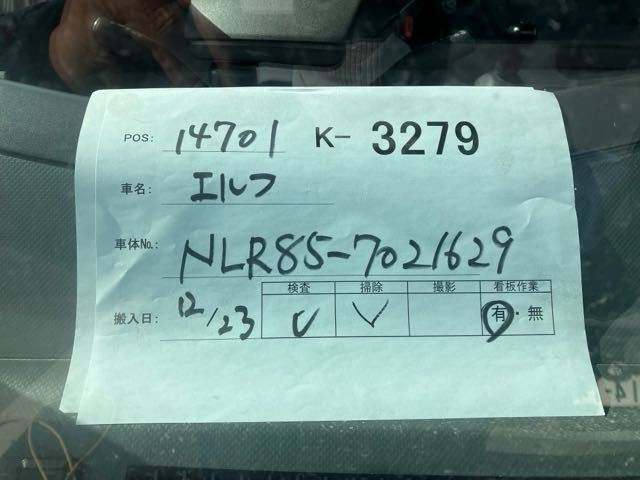 POS: 14701 K-3279
車名: エルフ
車体No.: NLR85-7021629
搬入日: 12/23
検査 掃除 撮影 看板作業
✓ ✓ 有・無
14-